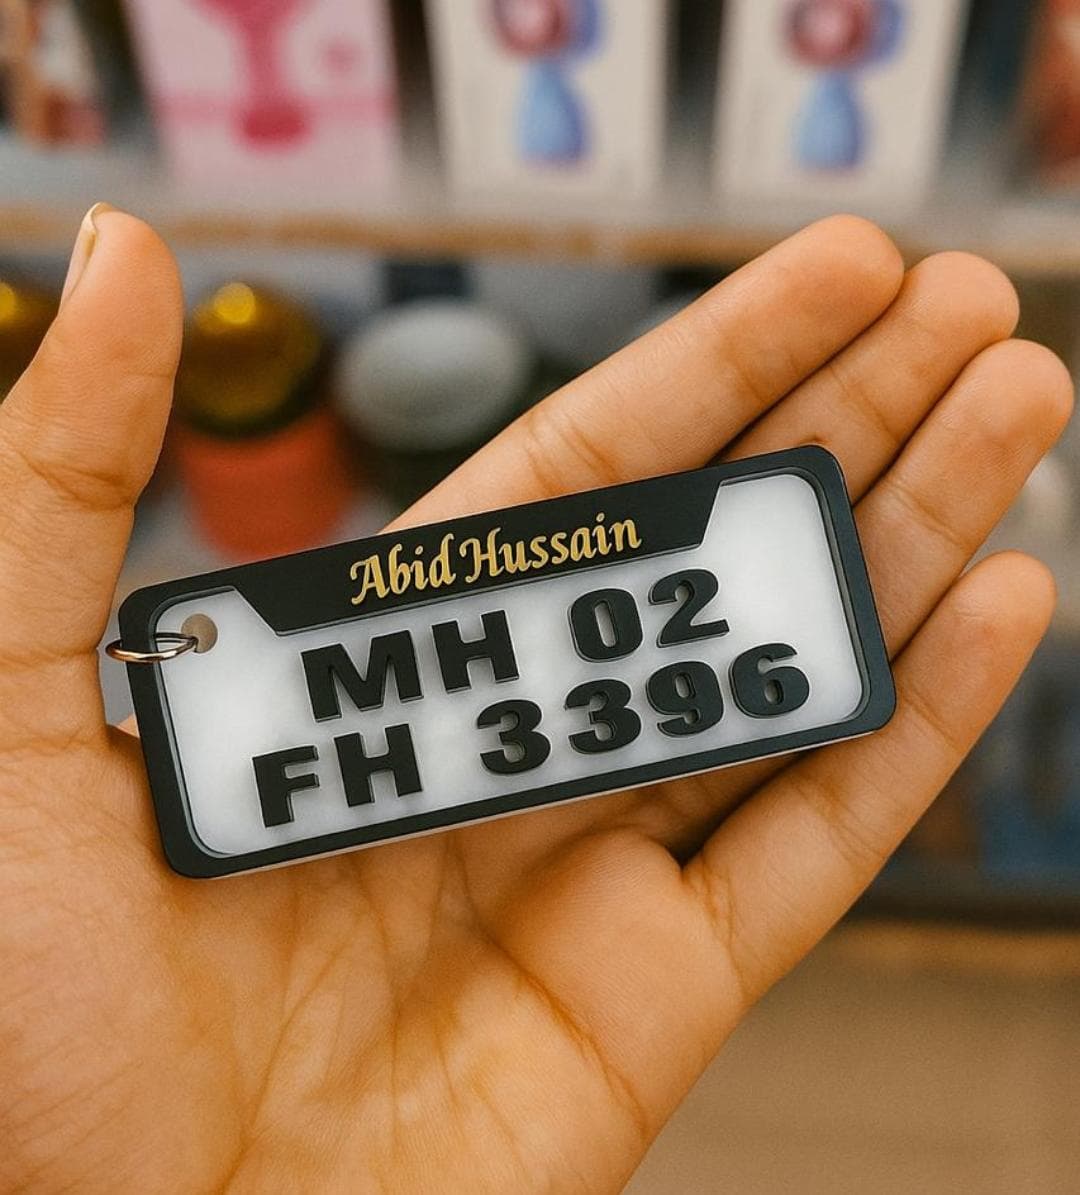 Abid Hussain
MH 02
FH 3396